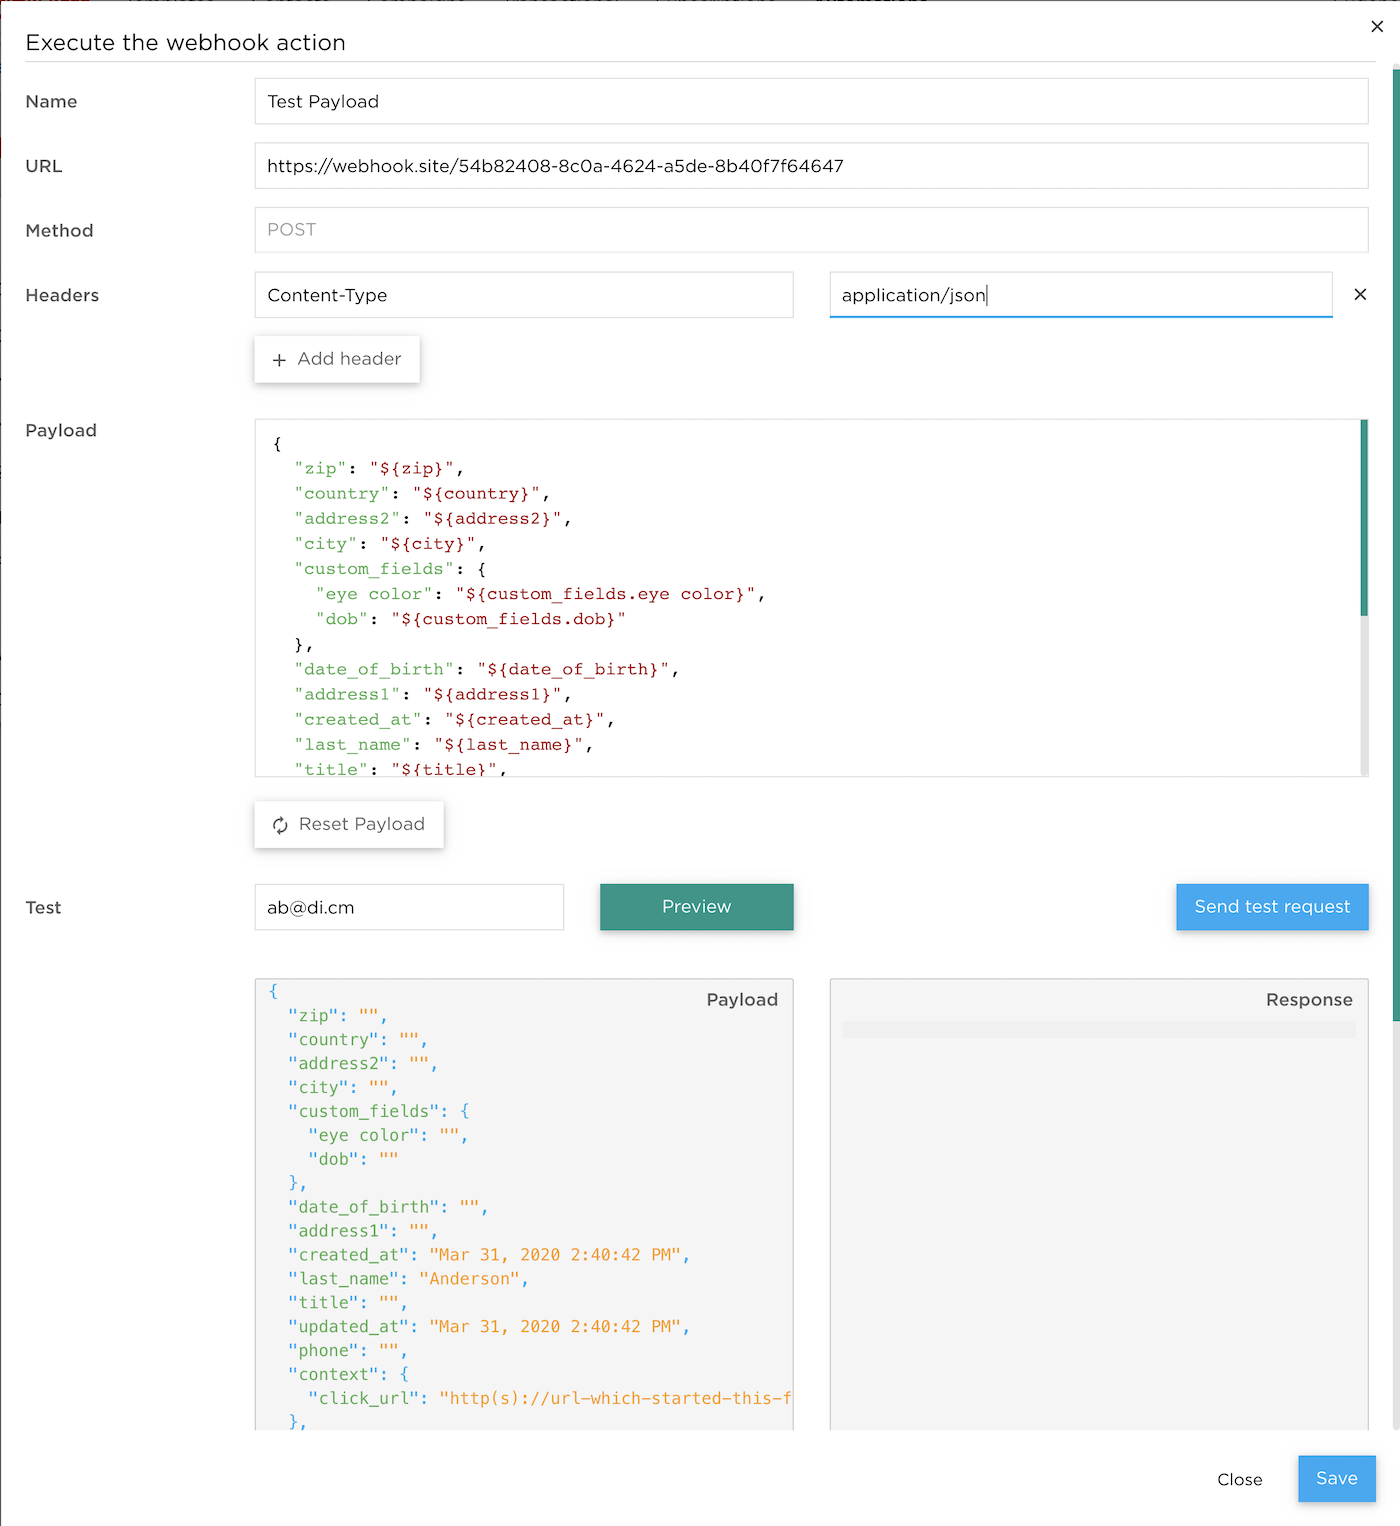 Execute the webhook action
Name
Test Payload
URL
https://webhook.site/54b82408-8c0a-4624-a5de-8b40f7f64647
Method
POST
Headers
Content-Type
application/json
+ Add header
Payload
{
"zip": "${zip}",
"country": "${country}",
"address2": "${address2}",
"city": "${city}",
"custom_fields": {
"eye color": "${custom_fields.eye color}",
"dob": "${custom_fields.dob}"
},
"date_of_birth": "${date_of_birth}",
"address1": "${address1}",
"created_at": "${created_at}",
"last_name": "${last_name}",
"title": "${title}",
Reset Payload
Test
ab@di.cm
Preview
Send test request
Payload
{
"zip": "",
"country": "",
"address2": "",
"city": "",
"custom_fields": {
"eye color": "",
"dob": ""
},
"date_of_birth": "",
"address1": "",
"created_at": "Mar 31, 2020 2:40:42 PM",
"last_name": "Anderson",
"title": "",
"updated_at": "Mar 31, 2020 2:40:42 PM",
"phone": "",
"context": {
"click_url": "http(s)://url-which-started-this-f
},
Response
Close
Save